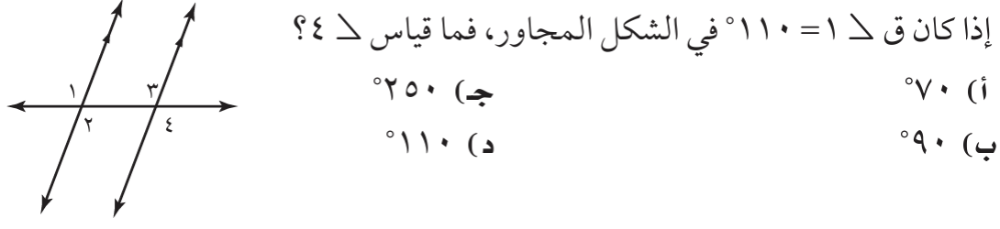 إذا كان ق ∠ ١ = ١١٠° في الشكل المجاور، فما قياس ∠ ٤؟
أ) ٧٠°
ب) ٩٠°
جـ) ٢٥٠°
د) ١١٠°
١ ٣
٢ ٤